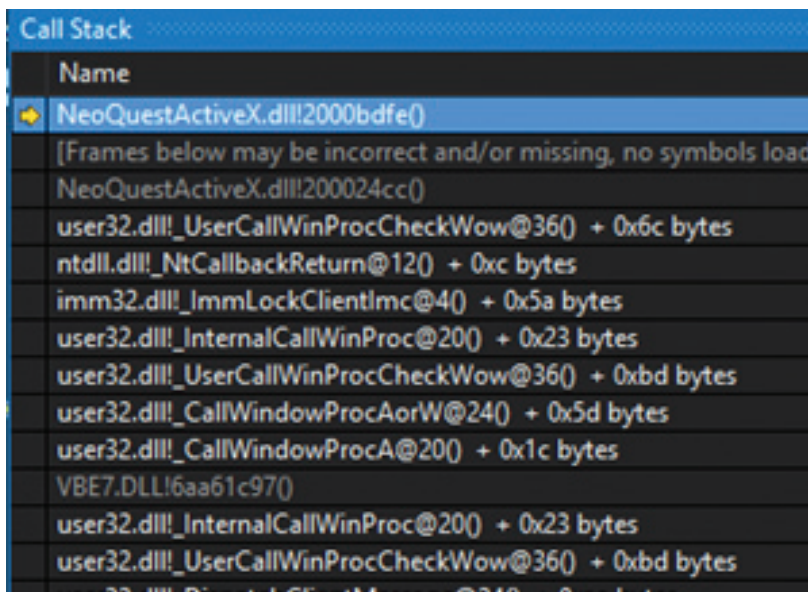 Call Stack
Name
NeoQuestActiveX.dll!2000bdfe()
[Frames below may be incorrect and/or missing, no symbols load
NeoQuestActiveX.dll!200024cc()
user32.dll!_UserCallWinProcCheckWow@36() + 0x6c bytes
ntdll.dll!_NtCallbackReturn@12() + 0xc bytes
imm32.dll!_ImmLockClientImc@4() + 0x5a bytes
user32.dll!_InternalCallWinProc@20() + 0x23 bytes
user32.dll!_UserCallWinProcCheckWow@36() + 0xbd bytes
user32.dll!_CallWindowProcAorW@24() + 0x5d bytes
user32.dll!_CallWindowProcA@20() + 0x1c bytes
VBE7.DLL!6aa61c97()
user32.dll!_InternalCallWinProc@20() + 0x23 bytes
user32.dll!_UserCallWinProcCheckWow@36() + 0xbd bytes